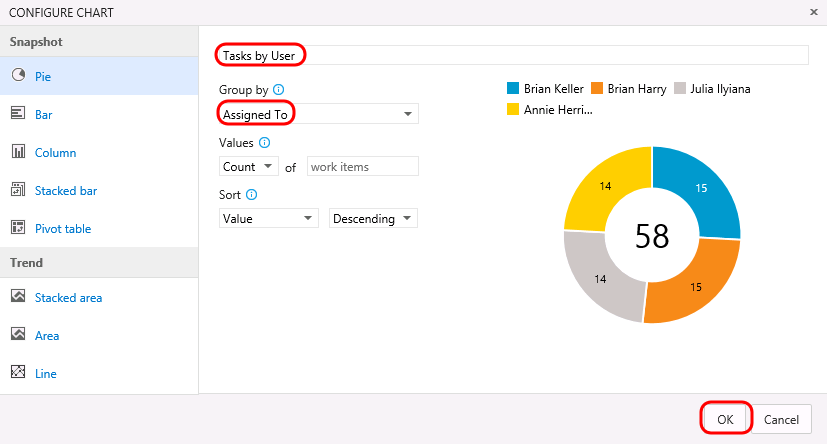 CONFIGURE CHART
Snapshot
Pie
Bar
Column
Stacked bar
Pivot table
Trend
Stacked area
Area
Line
Tasks by User
Group by
Assigned To
Values
Count of work items
Sort
Value Descending
Brian Keller Brian Harry Julia Ilyiana
Annie Herri...
14 15
58
14 15
OK Cancel